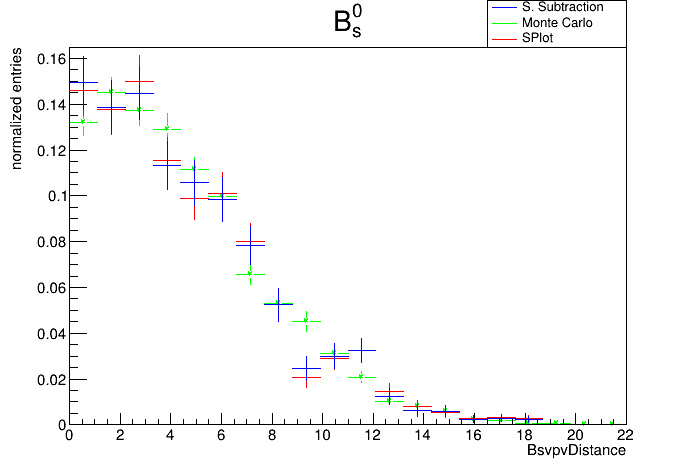 B_s^0
S. Subtraction
Monte Carlo
SPlot
normalized entries
0.16
0.14
0.12
0.1
0.08
0.06
0.04
0.02
0
0 2 4 6 8 10 12 14 16 18 20 22
BsvpvDistance